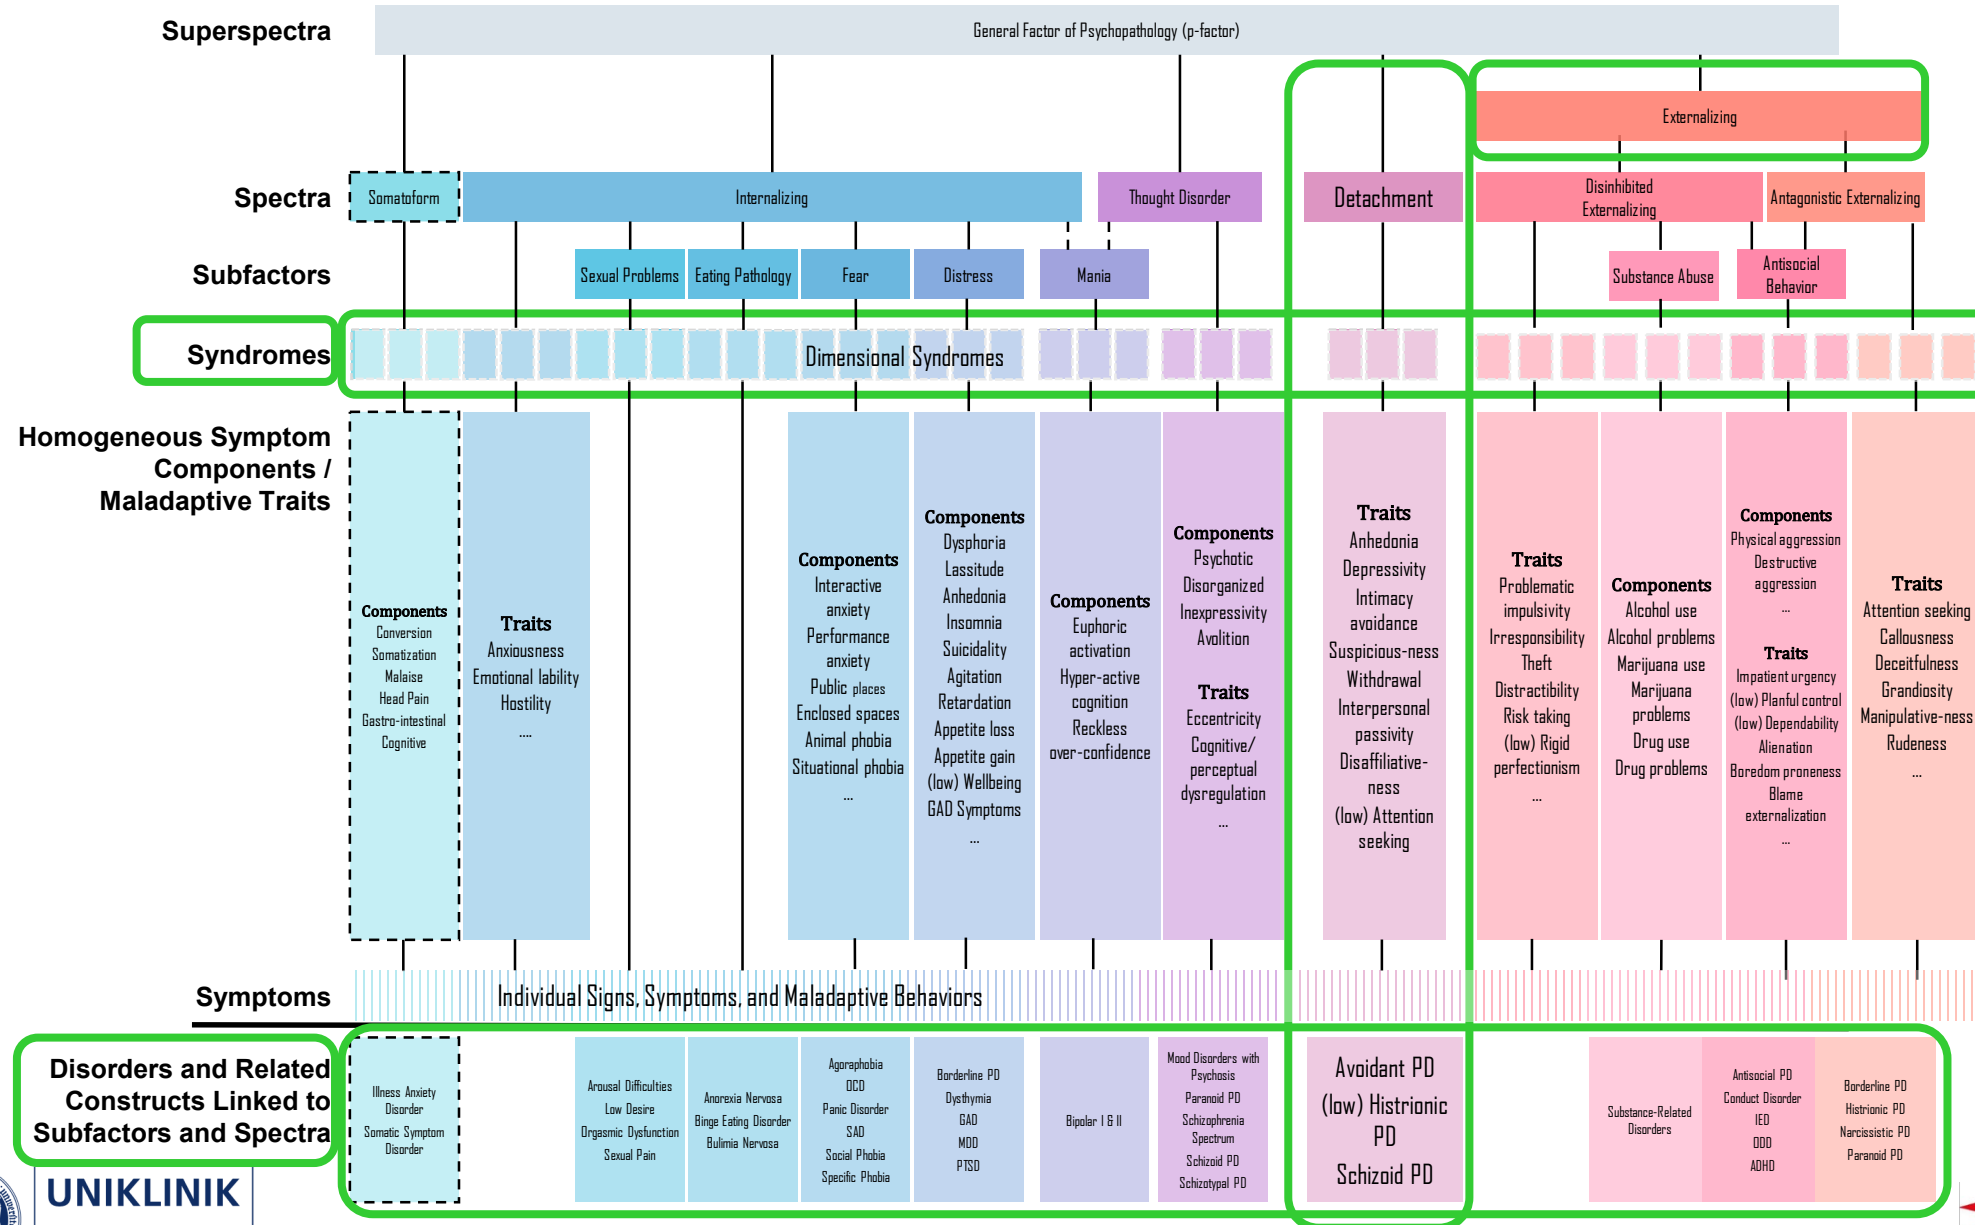 Superspectra
General Factor of Psychopathology (p-factor)
Externalizing
Spectra
Somatoform
Internalizing
Thought Disorder
Detachment
Disinhibited
Externalizing
Antagonistic Externalizing
Subfactors
Sexual Problems
Eating Pathology
Fear
Distress
Mania
Substance Abuse
Antisocial
Behavior
Syndromes
Dimensional Syndromes
Homogeneous Symptom
Components /
Maladaptive Traits
Components
Conversion
Somatization
Malaise
Head Pain
Gastro-intestinal
Cognitive
Traits
Anxiousness
Emotional lability
Hostility
....
Components
Interactive
anxiety
Performance
anxiety
Public places
Enclosed spaces
Animal phobia
Situational phobia
...
Components
Dysphoria
Lassitude
Anhedonia
Insomnia
Suicidality
Agitation
Retardation
Appetite loss
Appetite gain
(low) Wellbeing
GAD Symptoms
...
Components
Euphoric
activation
Hyper-active
cognition
Reckless
over-confidence
Components
Psychotic
Disorganized
Inexpressivity
Avolition
Traits
Eccentricity
Cognitive/
perceptual
dysregulation
...
Traits
Anhedonia
Depressivity
Intimacy
avoidance
Suspicious-ness
Withdrawal
Interpersonal
passivity
Disaffiliative-
ness
(low) Attention
seeking
Traits
Problematic
impulsivity
Irresponsibility
Theft
Distractibility
Risk taking
(low) Rigid
perfectionism
...
Components
Alcohol use
Alcohol problems
Marijuana use
Marijuana
problems
Drug use
Drug problems
Components
Physical aggression
Destructive
aggression
...
Traits
Impatient urgency
(low) Planful control
(low) Dependability
Alienation
Boredom proneness
Blame
externalization
...
Traits
Attention seeking
Callousness
Deceitfulness
Grandiosity
Manipulative-ness
Rudeness
...
Symptoms
Individual Signs, Symptoms, and Maladaptive Behaviors
Disorders and Related
Constructs Linked to
Subfactors and Spectra
Illness Anxiety
Disorder
Somatic Symptom
Disorder
Arousal Difficulties
Low Desire
Orgasmic Dysfunction
Sexual Pain
Anorexia Nervosa
Binge Eating Disorder
Bulimia Nervosa
Agoraphobia
OCD
Panic Disorder
SAD
Social Phobia
Specific Phobia
Borderline PD
Dysthymia
GAD
MDD
PTSD
Bipolar I & II
Mood Disorders with
Psychosis
Paranoid PD
Schizophrenia
Spectrum
Schizoid PD
Schizotypal PD
Avoidant PD
(low) Histrionic
PD
Schizoid PD
Substance-Related
Disorders
Antisocial PD
Conduct Disorder
IED
ODD
ADHD
Borderline PD
Histrionic PD
Narcissistic PD
Paranoid PD
UNIKLINIK